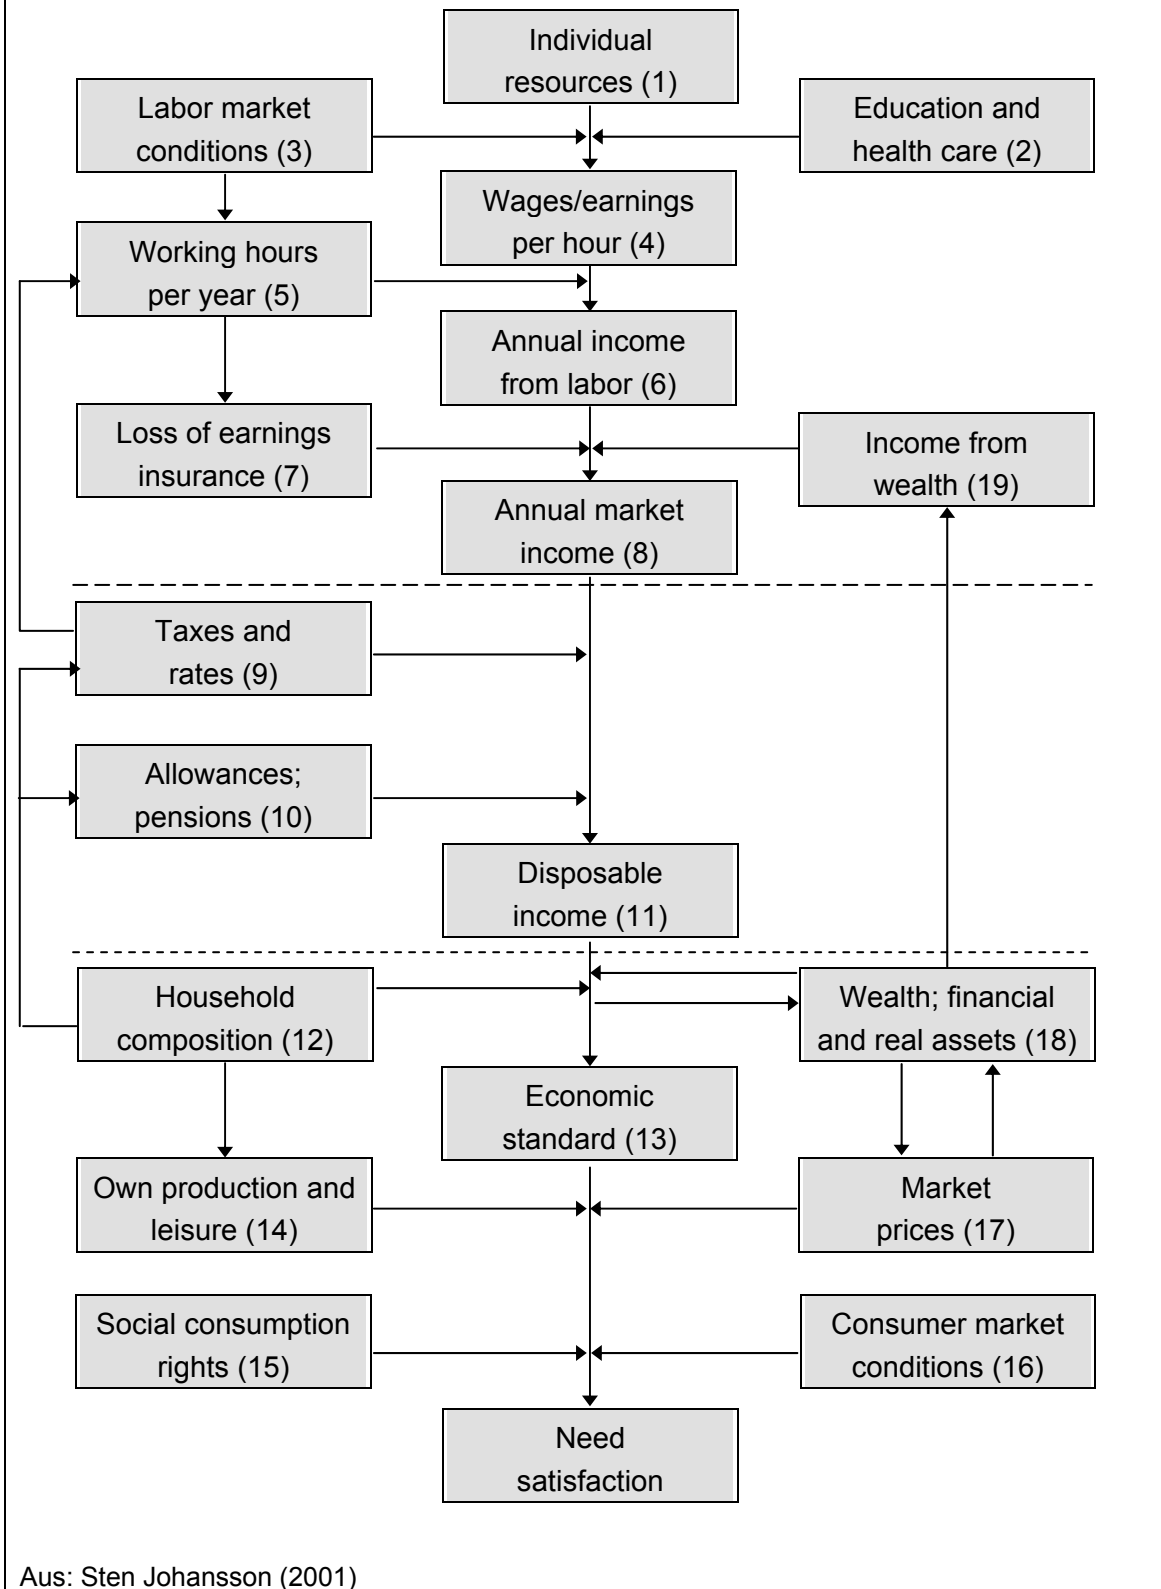 Individual
resources (1)
Labor market
conditions (3)
Education and
health care (2)
Wages/earnings
per hour (4)
Working hours
per year (5)
Annual income
from labor (6)
Loss of earnings
insurance (7)
Income from
wealth (19)
Annual market
income (8)
Taxes and
rates (9)
Allowances;
pensions (10)
Disposable
income (11)
Household
composition (12)
Wealth; financial
and real assets (18)
Economic
standard (13)
Own production and
leisure (14)
Market
prices (17)
Social consumption
rights (15)
Consumer market
conditions (16)
Need
satisfaction
Aus: Sten Johansson (2001)